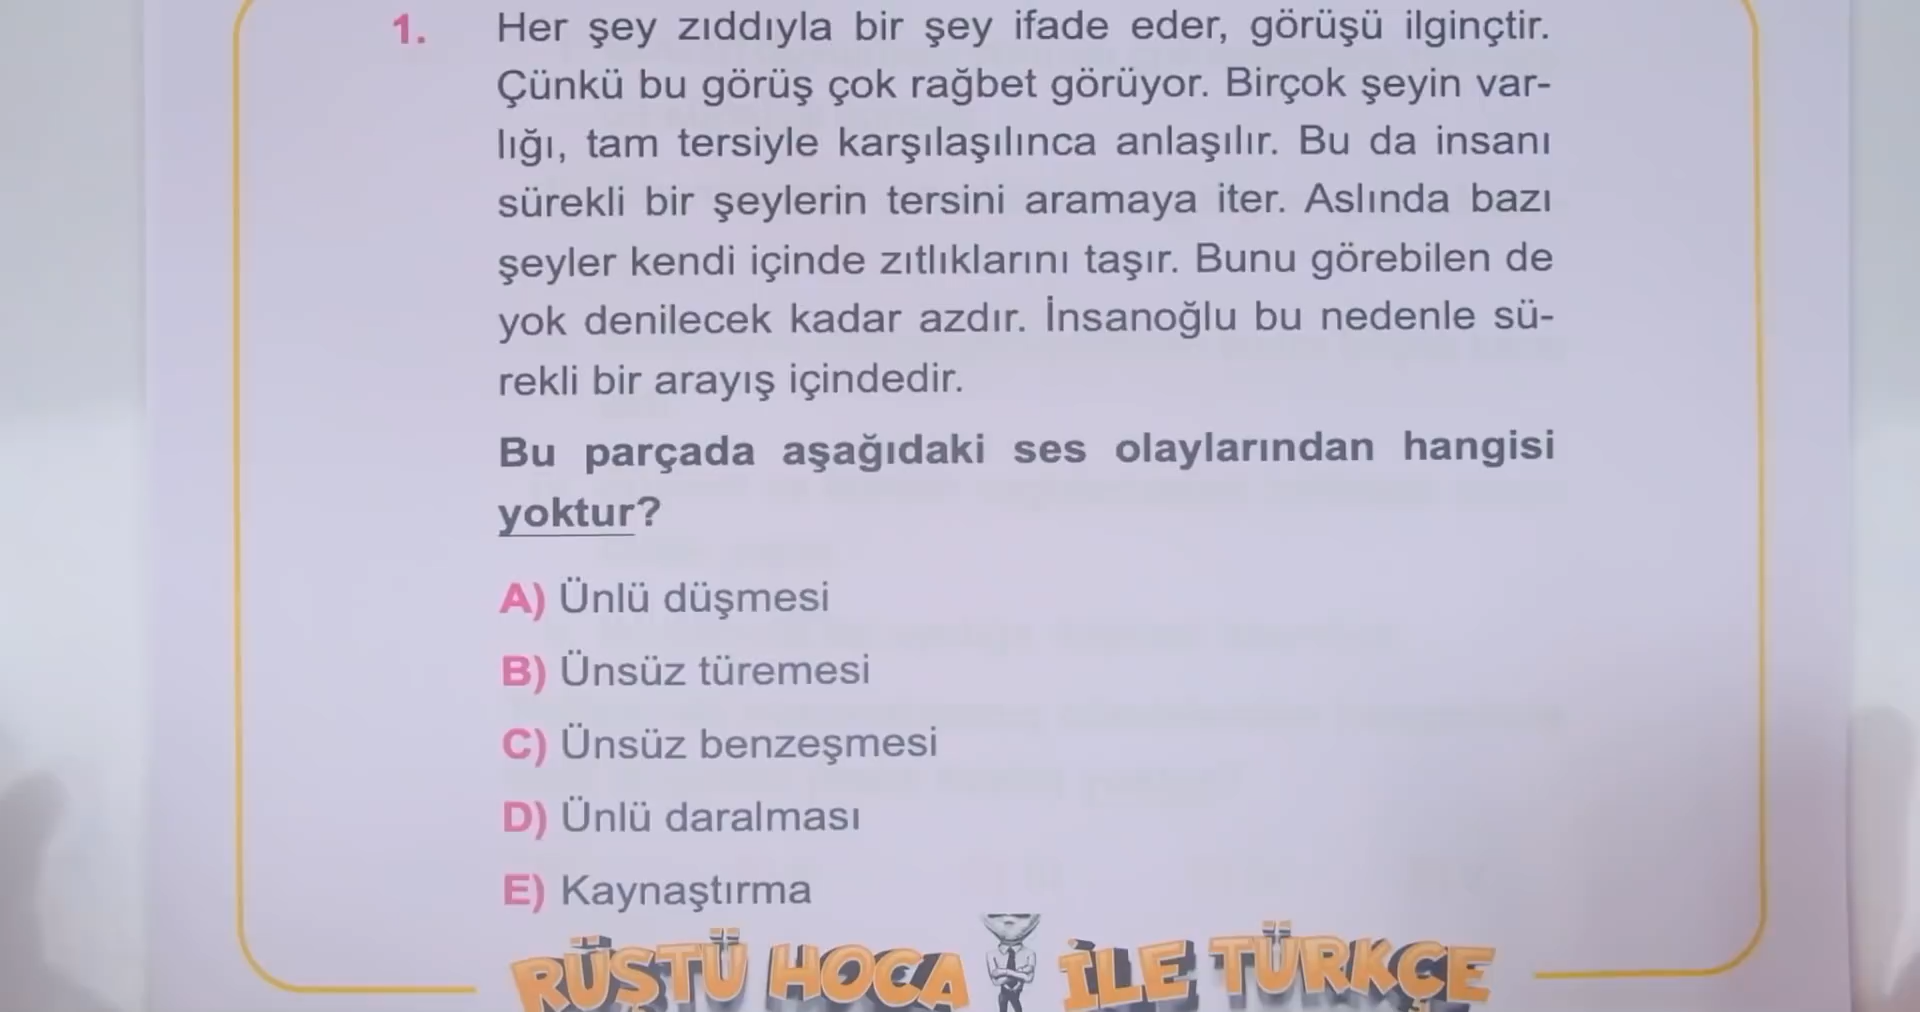 1. Her şey zıddıyla bir şey ifade eder, görüşü ilginçtir.
Çünkü bu görüş çok rağbet görüyor. Birçok şeyin var-
lığı, tam tersiyle karşılaşılınca anlaşılır. Bu da insanı
sürekli bir şeylerin tersini aramaya iter. Aslında bazı
şeyler kendi içinde zıtlıklarını taşır. Bunu görebilen de
yok denilecek kadar azdır. İnsanoğlu bu nedenle sü-
rekli bir arayış içindedir.
Bu parçada aşağıdaki ses olaylarından hangisi
yoktur?
A) Ünlü düşmesi
B) Ünsüz türemesi
C) Ünsüz benzeşmesi
D) Ünlü daralması
E) Kaynaştırma
RÜŞTÜ HOCA İLE TÜRKÇE